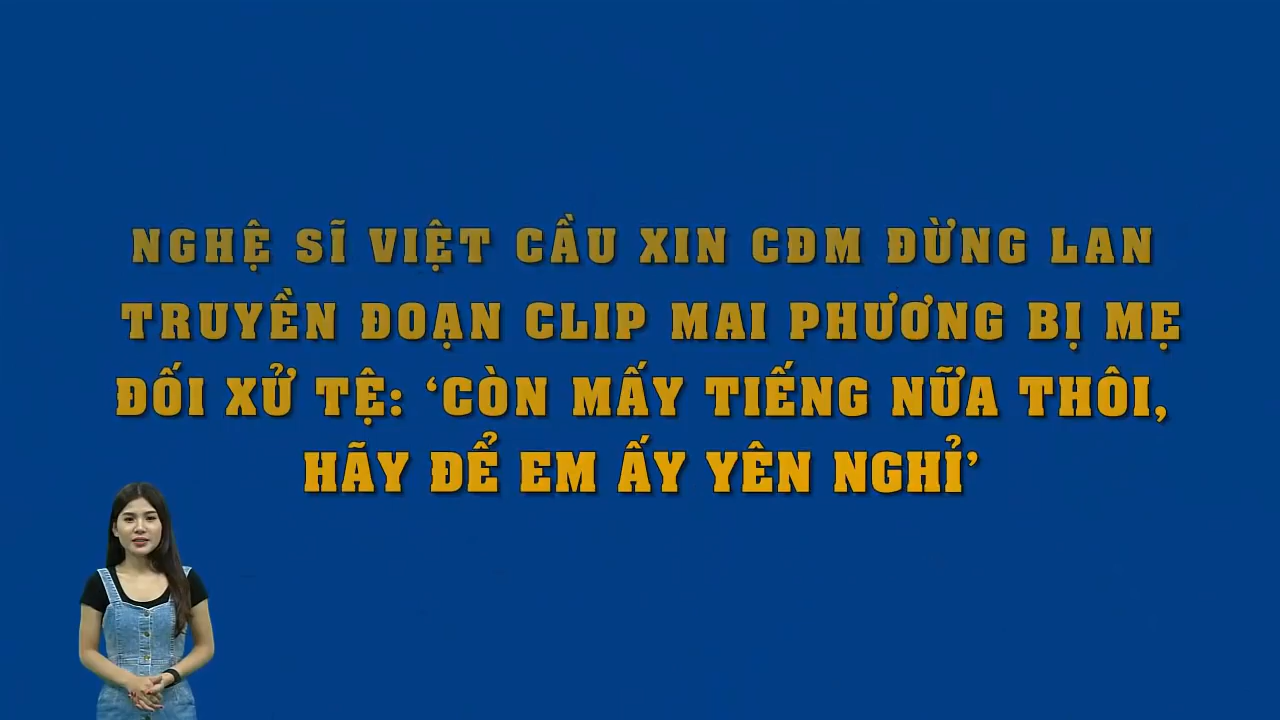 NGHỆ SĨ VIỆT CẦU XIN CĐM ĐỪNG LAN
TRUYỀN ĐOẠN CLIP MAI PHƯƠNG BỊ MẸ
ĐỐI XỬ TỆ: ‘CÒN MẤY TIẾNG NỮA THÔI,
HÃY ĐỂ EM ẤY YÊN NGHỈ’